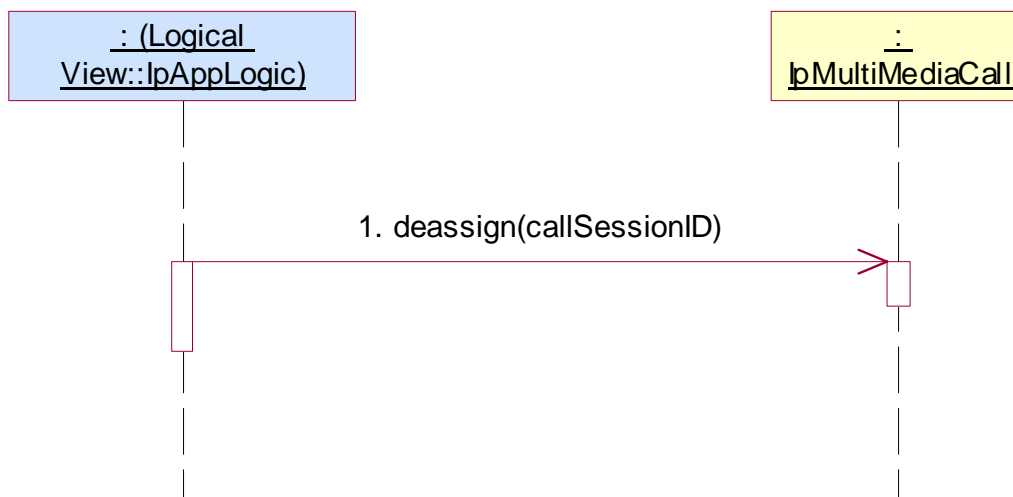 : (Logical
View::IpAppLogic)
:
IpMultiMediaCall
1. deassign(callSessionID)